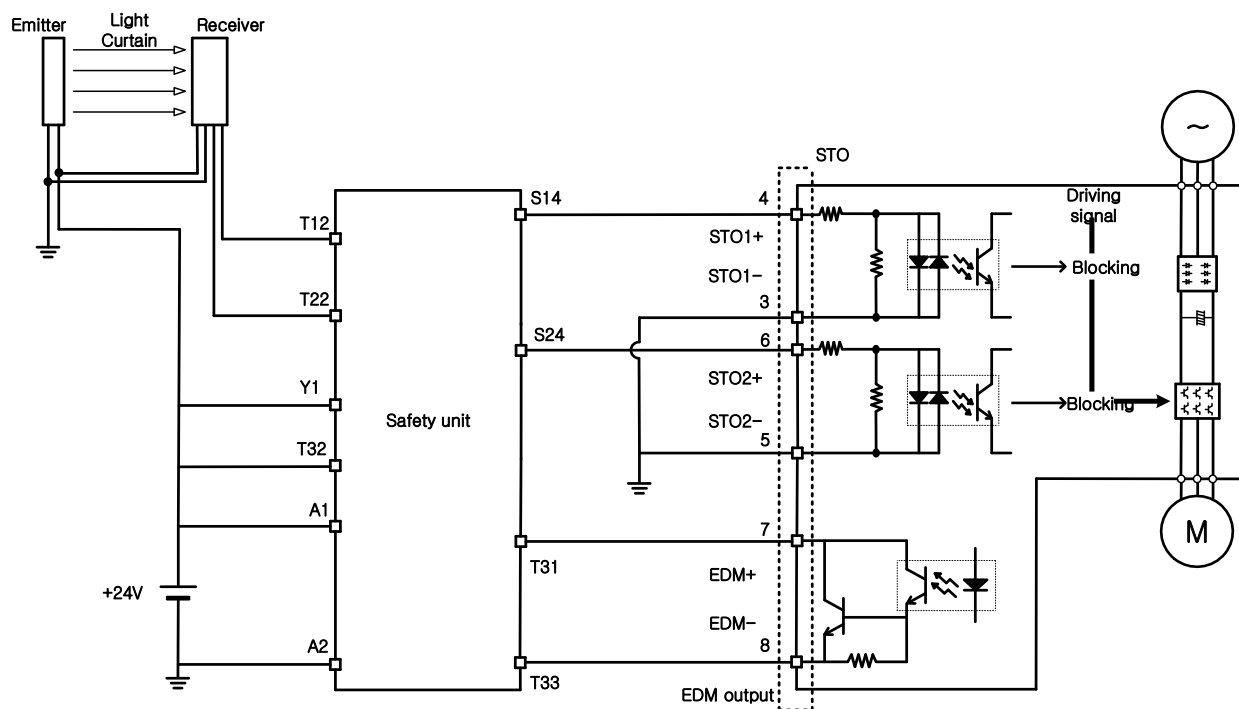 Emitter
Light
Curtain
Receiver
STO
S14
4
Driving
signal
T12
STO1+
STO1-
Blocking
T22
3
S24
6
STO2+
STO2-
Blocking
Y1
Safety unit
5
T32
A1
7
M
T31
EDM+
+24V
EDM-
A2
8
T33
EDM output
~